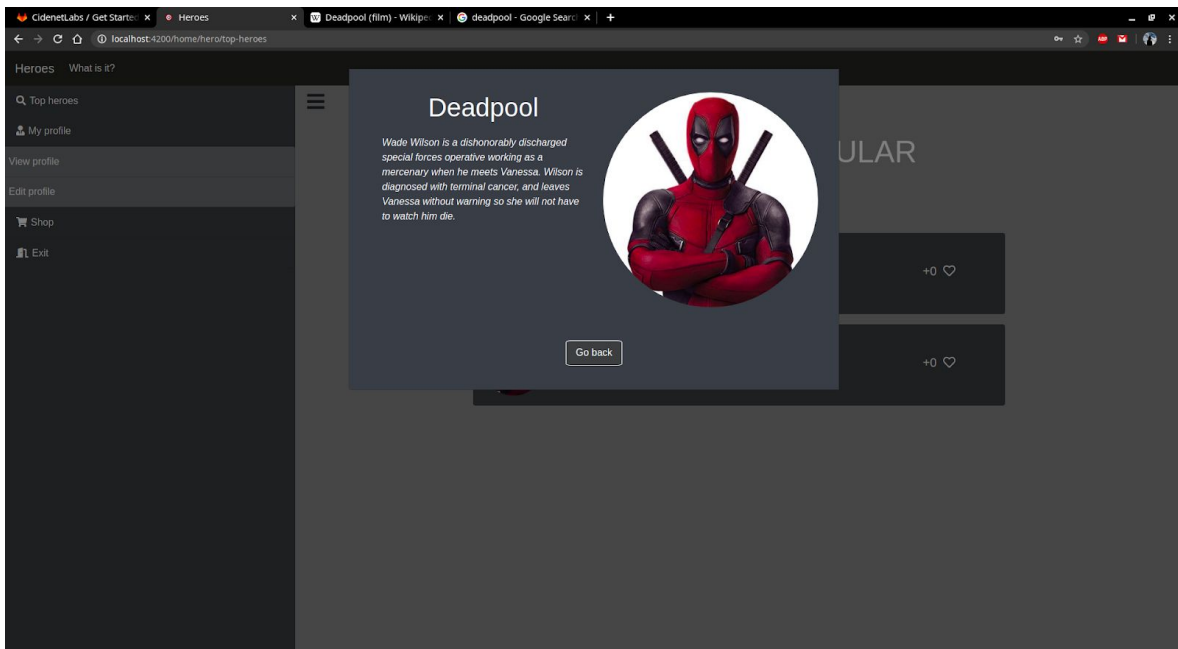 CidenetLabs / Get Started
Heroes
Deadpool (film) - Wikipe
deadpool - Google Search
localhost:4200/home/hero/top-heroes
ABP
Heroes
What is it?
Top heroes
My profile
View profile
Edit profile
Shop
Exit
Deadpool
Wade Wilson is a dishonorably discharged
special forces operative working as a
mercenary when he meets Vanessa. Wilson is
diagnosed with terminal cancer, and leaves
Vanessa without warning so she will not have
to watch him die.
Go back
ULAR
+0
+0